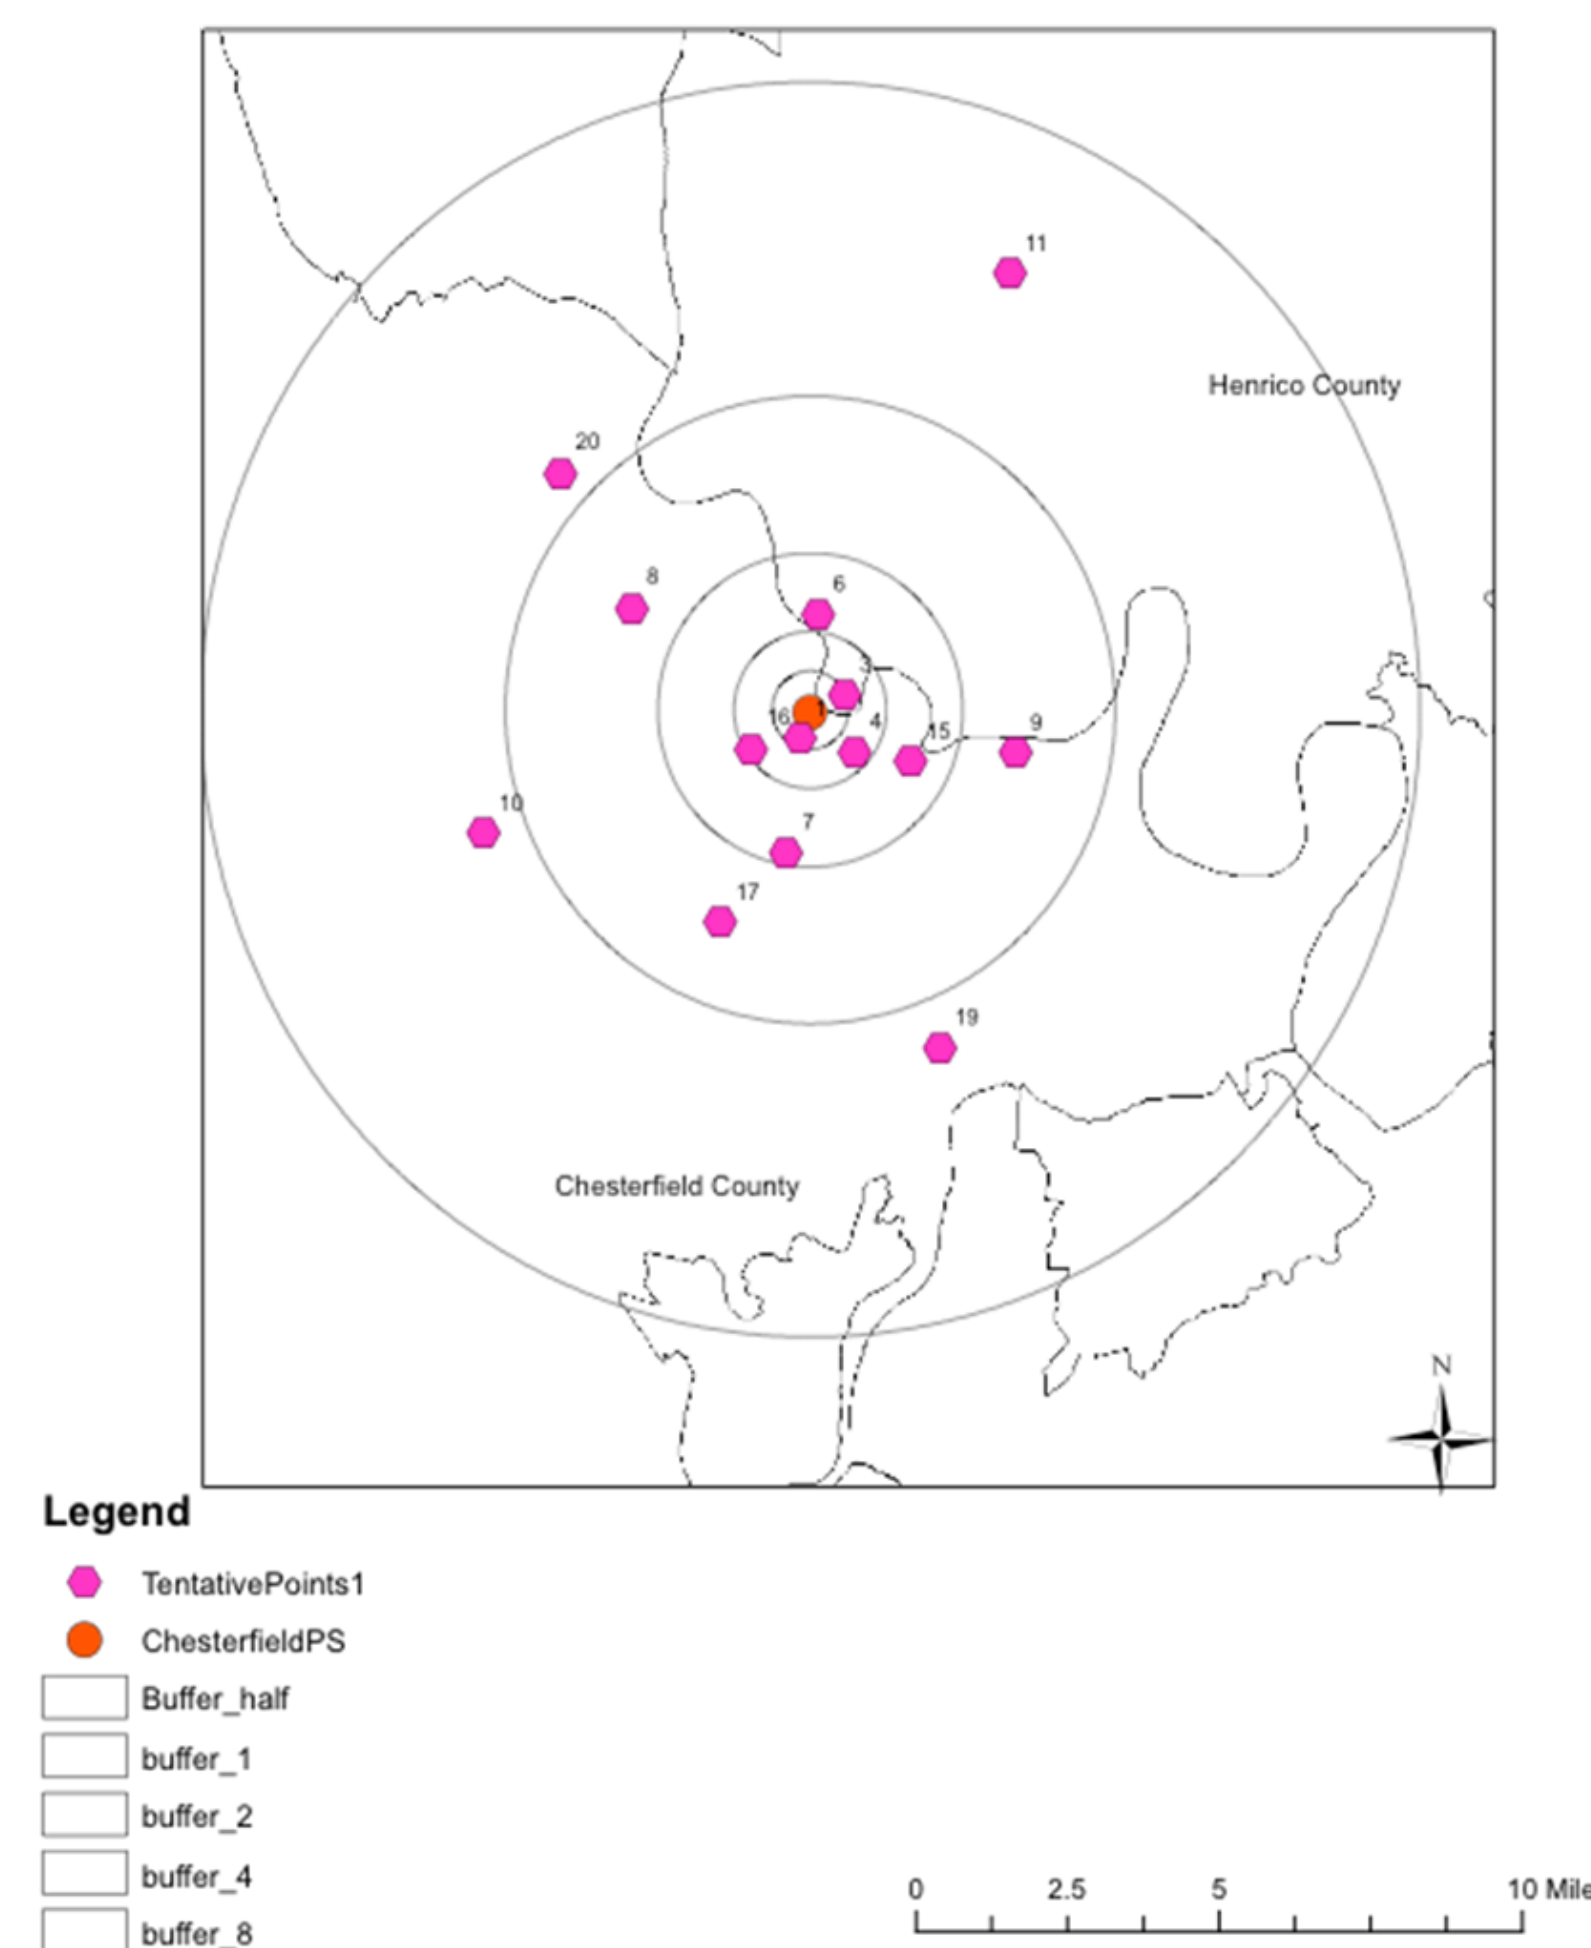 11
Henrico County
20
8
6
3
1
16
4
15
9
10
7
17
19
Chesterfield County
N
Legend
TentativePoints1
ChesterfieldPS
Buffer_half
buffer_1
buffer_2
buffer_4
buffer_8
0 2.5 5 10 Mile